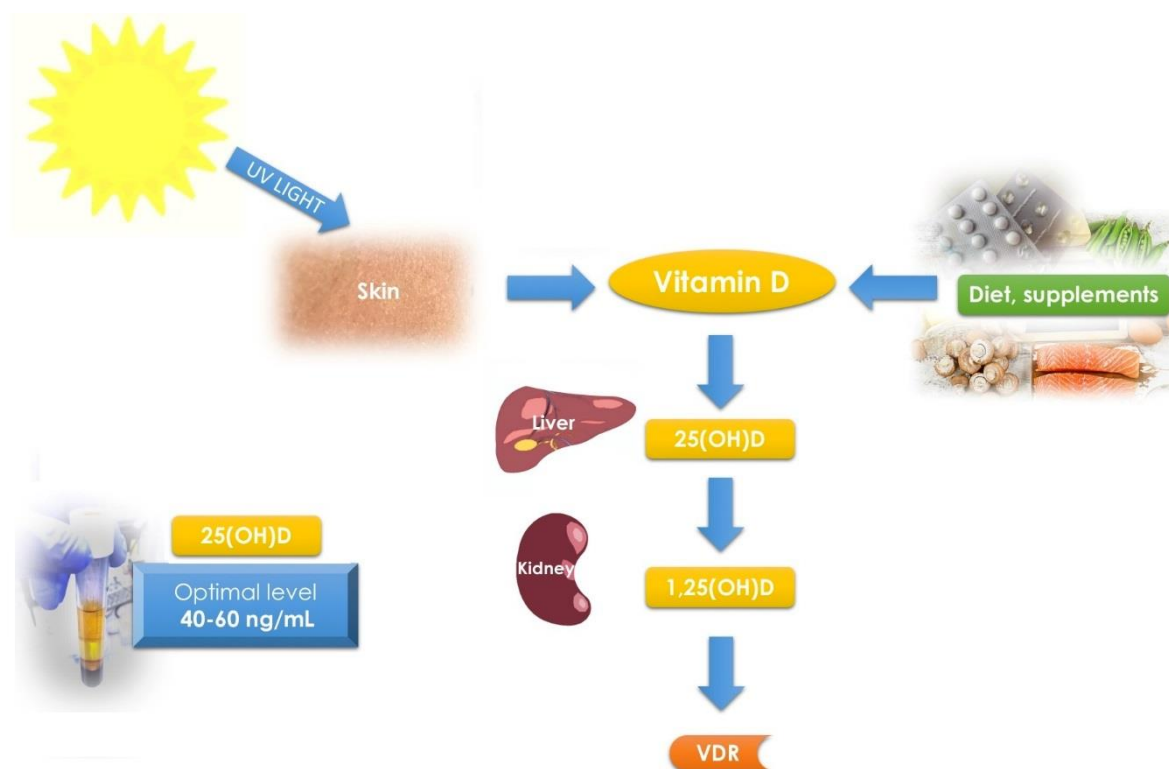 UV LIGHT
Skin
Vitamin D
Diet, supplements
Liver
25(OH)D
Kidney
1,25(OH)D
25(OH)D
Optimal level
40-60 ng/mL
VDR